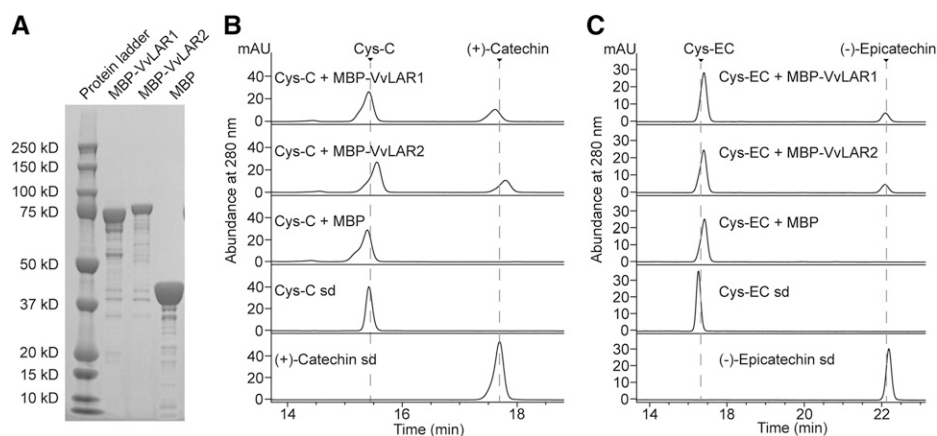 A
Protein ladder
MBP-VvLAR1
MBP-VvLAR2
MBP
250 kD
150 kD
100 kD
75 kD
50 kD
37 kD
20 kD
15 kD
10 kD
B
mAU
Cys-C
(+)-Catechin
Abundance at 280 nm
40
20
0
Cys-C + MBP-VvLAR1
40
20
0
Cys-C + MBP-VvLAR2
40
20
0
Cys-C + MBP
40
20
0
Cys-C sd
40
20
0
(+)-Catechin sd
14
16
18
Time (min)
C
mAU
Cys-EC
(-)-Epicatechin
Abundance at 280 nm
30
20
10
0
Cys-EC + MBP-VvLAR1
30
20
10
0
Cys-EC + MBP-VvLAR2
30
20
10
0
Cys-EC + MBP
30
20
10
0
Cys-EC sd
30
20
10
0
(-)-Epicatechin sd
14
16
18
20
22
Time (min)